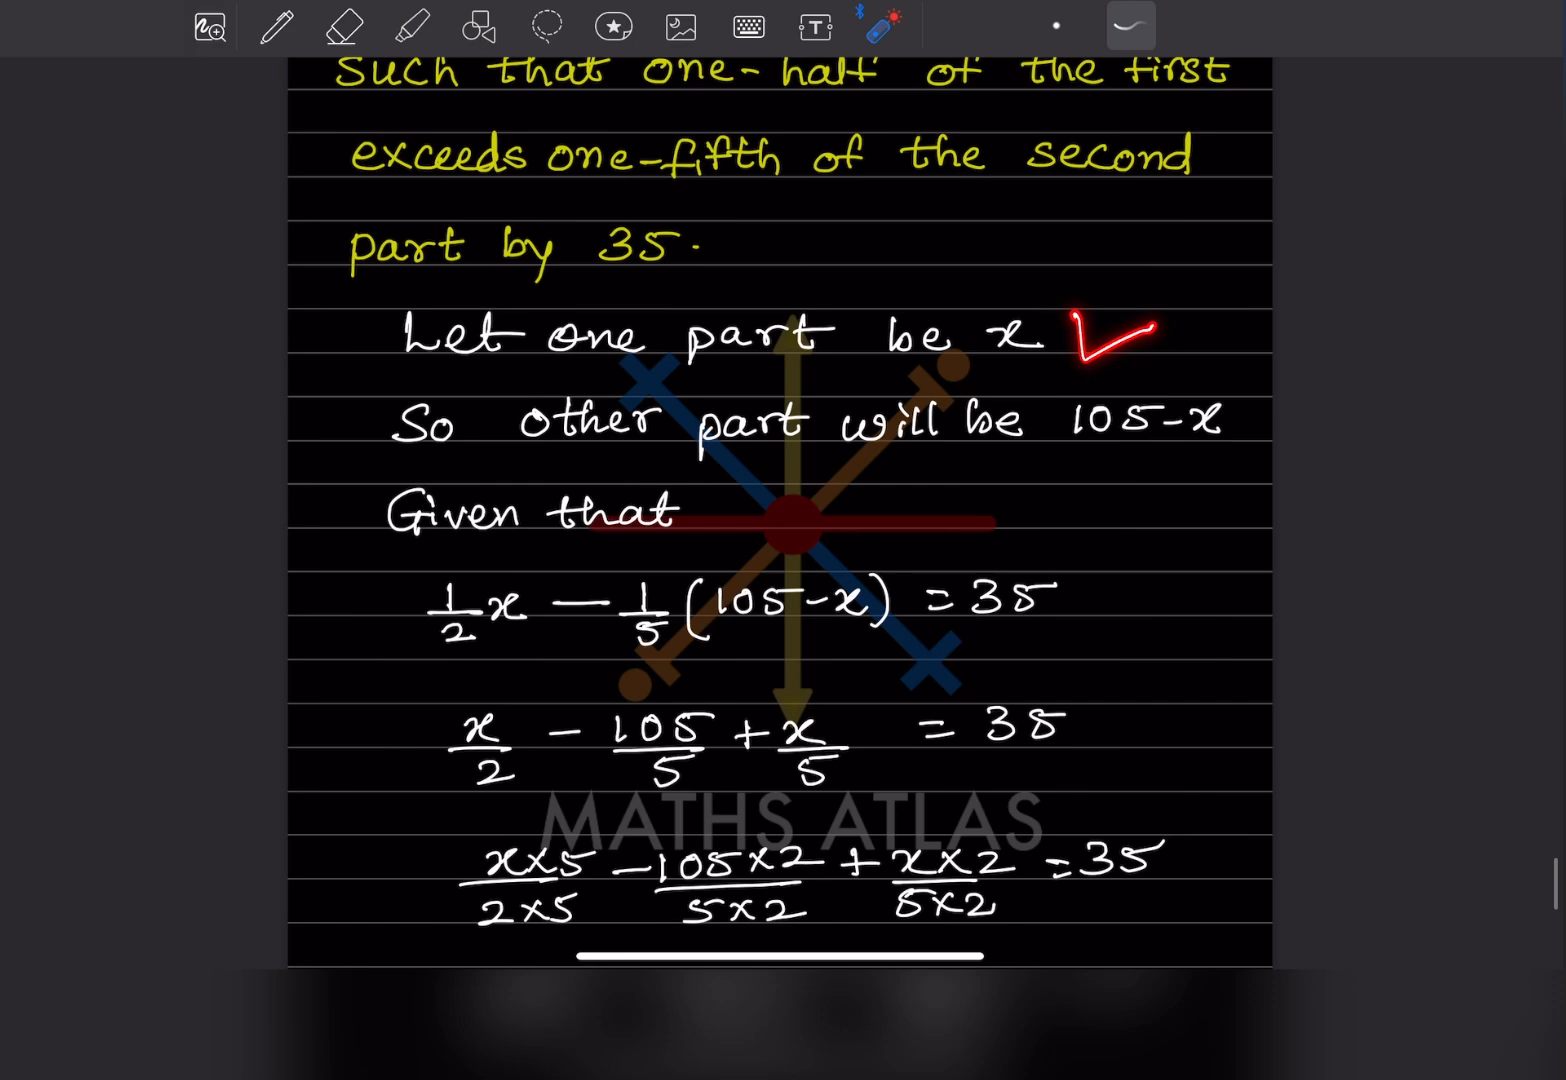 Such that one-half of the first
exceeds one-fifth of the second
part by 35.
Let one part be x
So other part will be 105-x
Given that
1/2 x - 1/5 (105-x) = 35
x/2 - 105/5 + x/5 = 35
x×5/2×5 - 105×2/5×2 + x×2/5×2 = 35
MATHS ATLAS